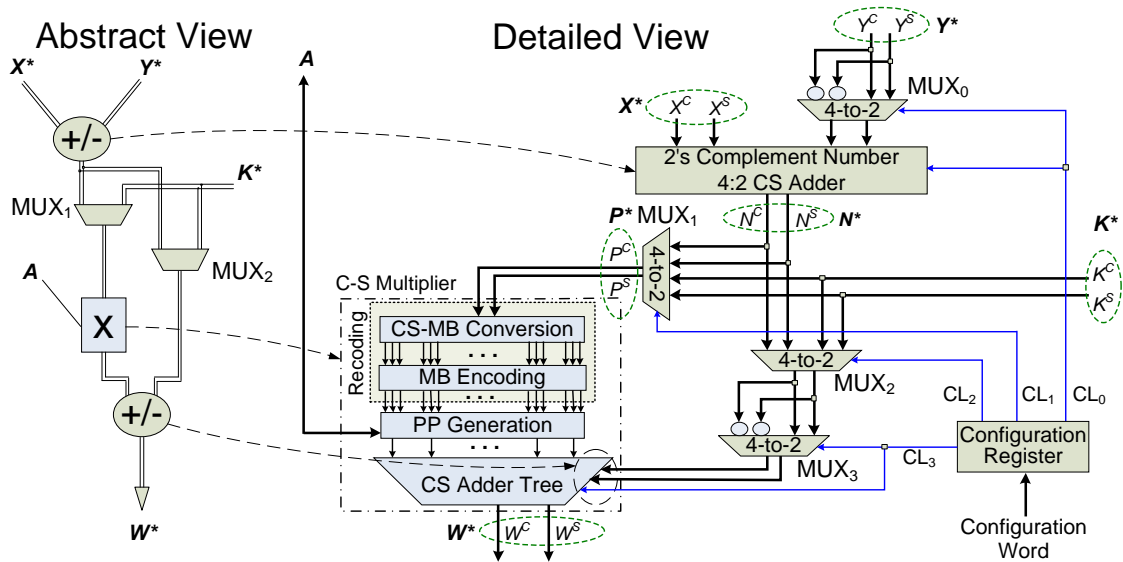 Abstract View
Detailed View
X*
Y*
+/-
K*
MUX1
MUX2
A
X
+/-
W*
A
Y^C Y^S Y*
MUX0
4-to-2
X* X^C X^S
2's Complement Number
4:2 CS Adder
N^C N^S N*
P* MUX1
P^C
P^S
4-to-2
K*
K^C
K^S
C-S Multiplier
Recoding
CS-MB Conversion
...
MB Encoding
...
PP Generation
...
CS Adder Tree
W* W^C W^S
4-to-2
MUX2
4-to-2
MUX3
CL2
CL1
CL0
CL3
Configuration
Register
Configuration
Word